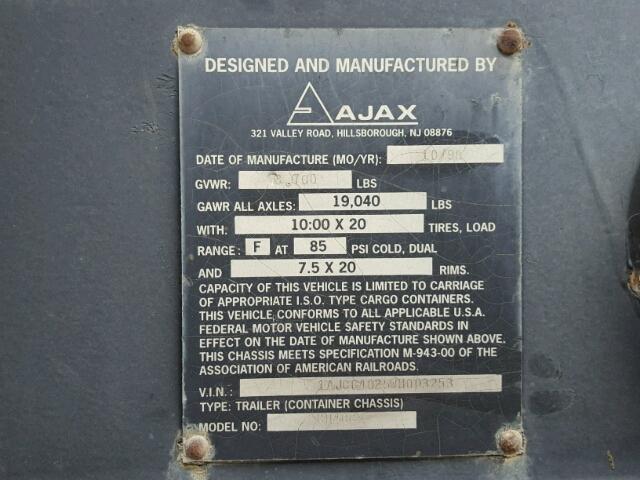 DESIGNED AND MANUFACTURED BY
AJAX
321 VALLEY ROAD, HILLSBOROUGH, NJ 08876
DATE OF MANUFACTURE (MO/YR):
GVWR: LBS
GAWR ALL AXLES: 19,040 LBS
WITH: 10:00 X 20 TIRES, LOAD
RANGE: F AT 85 PSI COLD, DUAL
AND 7.5 X 20 RIMS.
CAPACITY OF THIS VEHICLE IS LIMITED TO CARRIAGE
OF APPROPRIATE I.S.O. TYPE CARGO CONTAINERS.
THIS VEHICLE CONFORMS TO ALL APPLICABLE U.S.A.
FEDERAL MOTOR VEHICLE SAFETY STANDARDS IN
EFFECT ON THE DATE OF MANUFACTURE SHOWN ABOVE.
THIS CHASSIS MEETS SPECIFICATION M-943-00 OF THE
ASSOCIATION OF AMERICAN RAILROADS.
V.I.N.:
TYPE: TRAILER (CONTAINER CHASSIS)
MODEL NO: